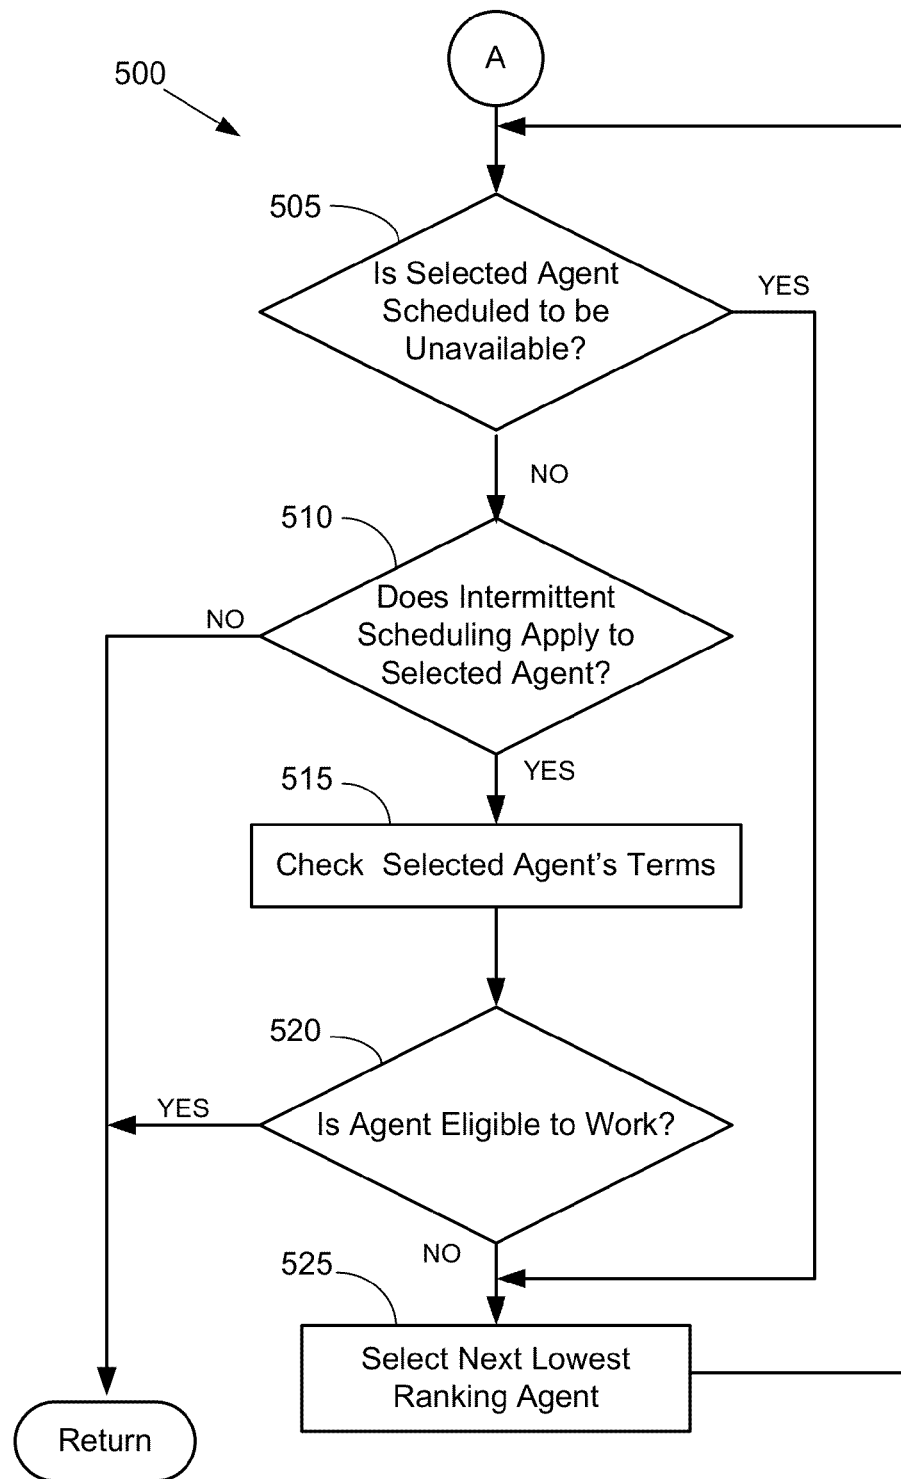 A
500
505
Is Selected Agent
Scheduled to be
Unavailable?
YES
NO
510
Does Intermittent
Scheduling Apply to
Selected Agent?
NO
YES
515
Check Selected Agent's Terms
520
Is Agent Eligible to Work?
YES
NO
525
Select Next Lowest
Ranking Agent
Return